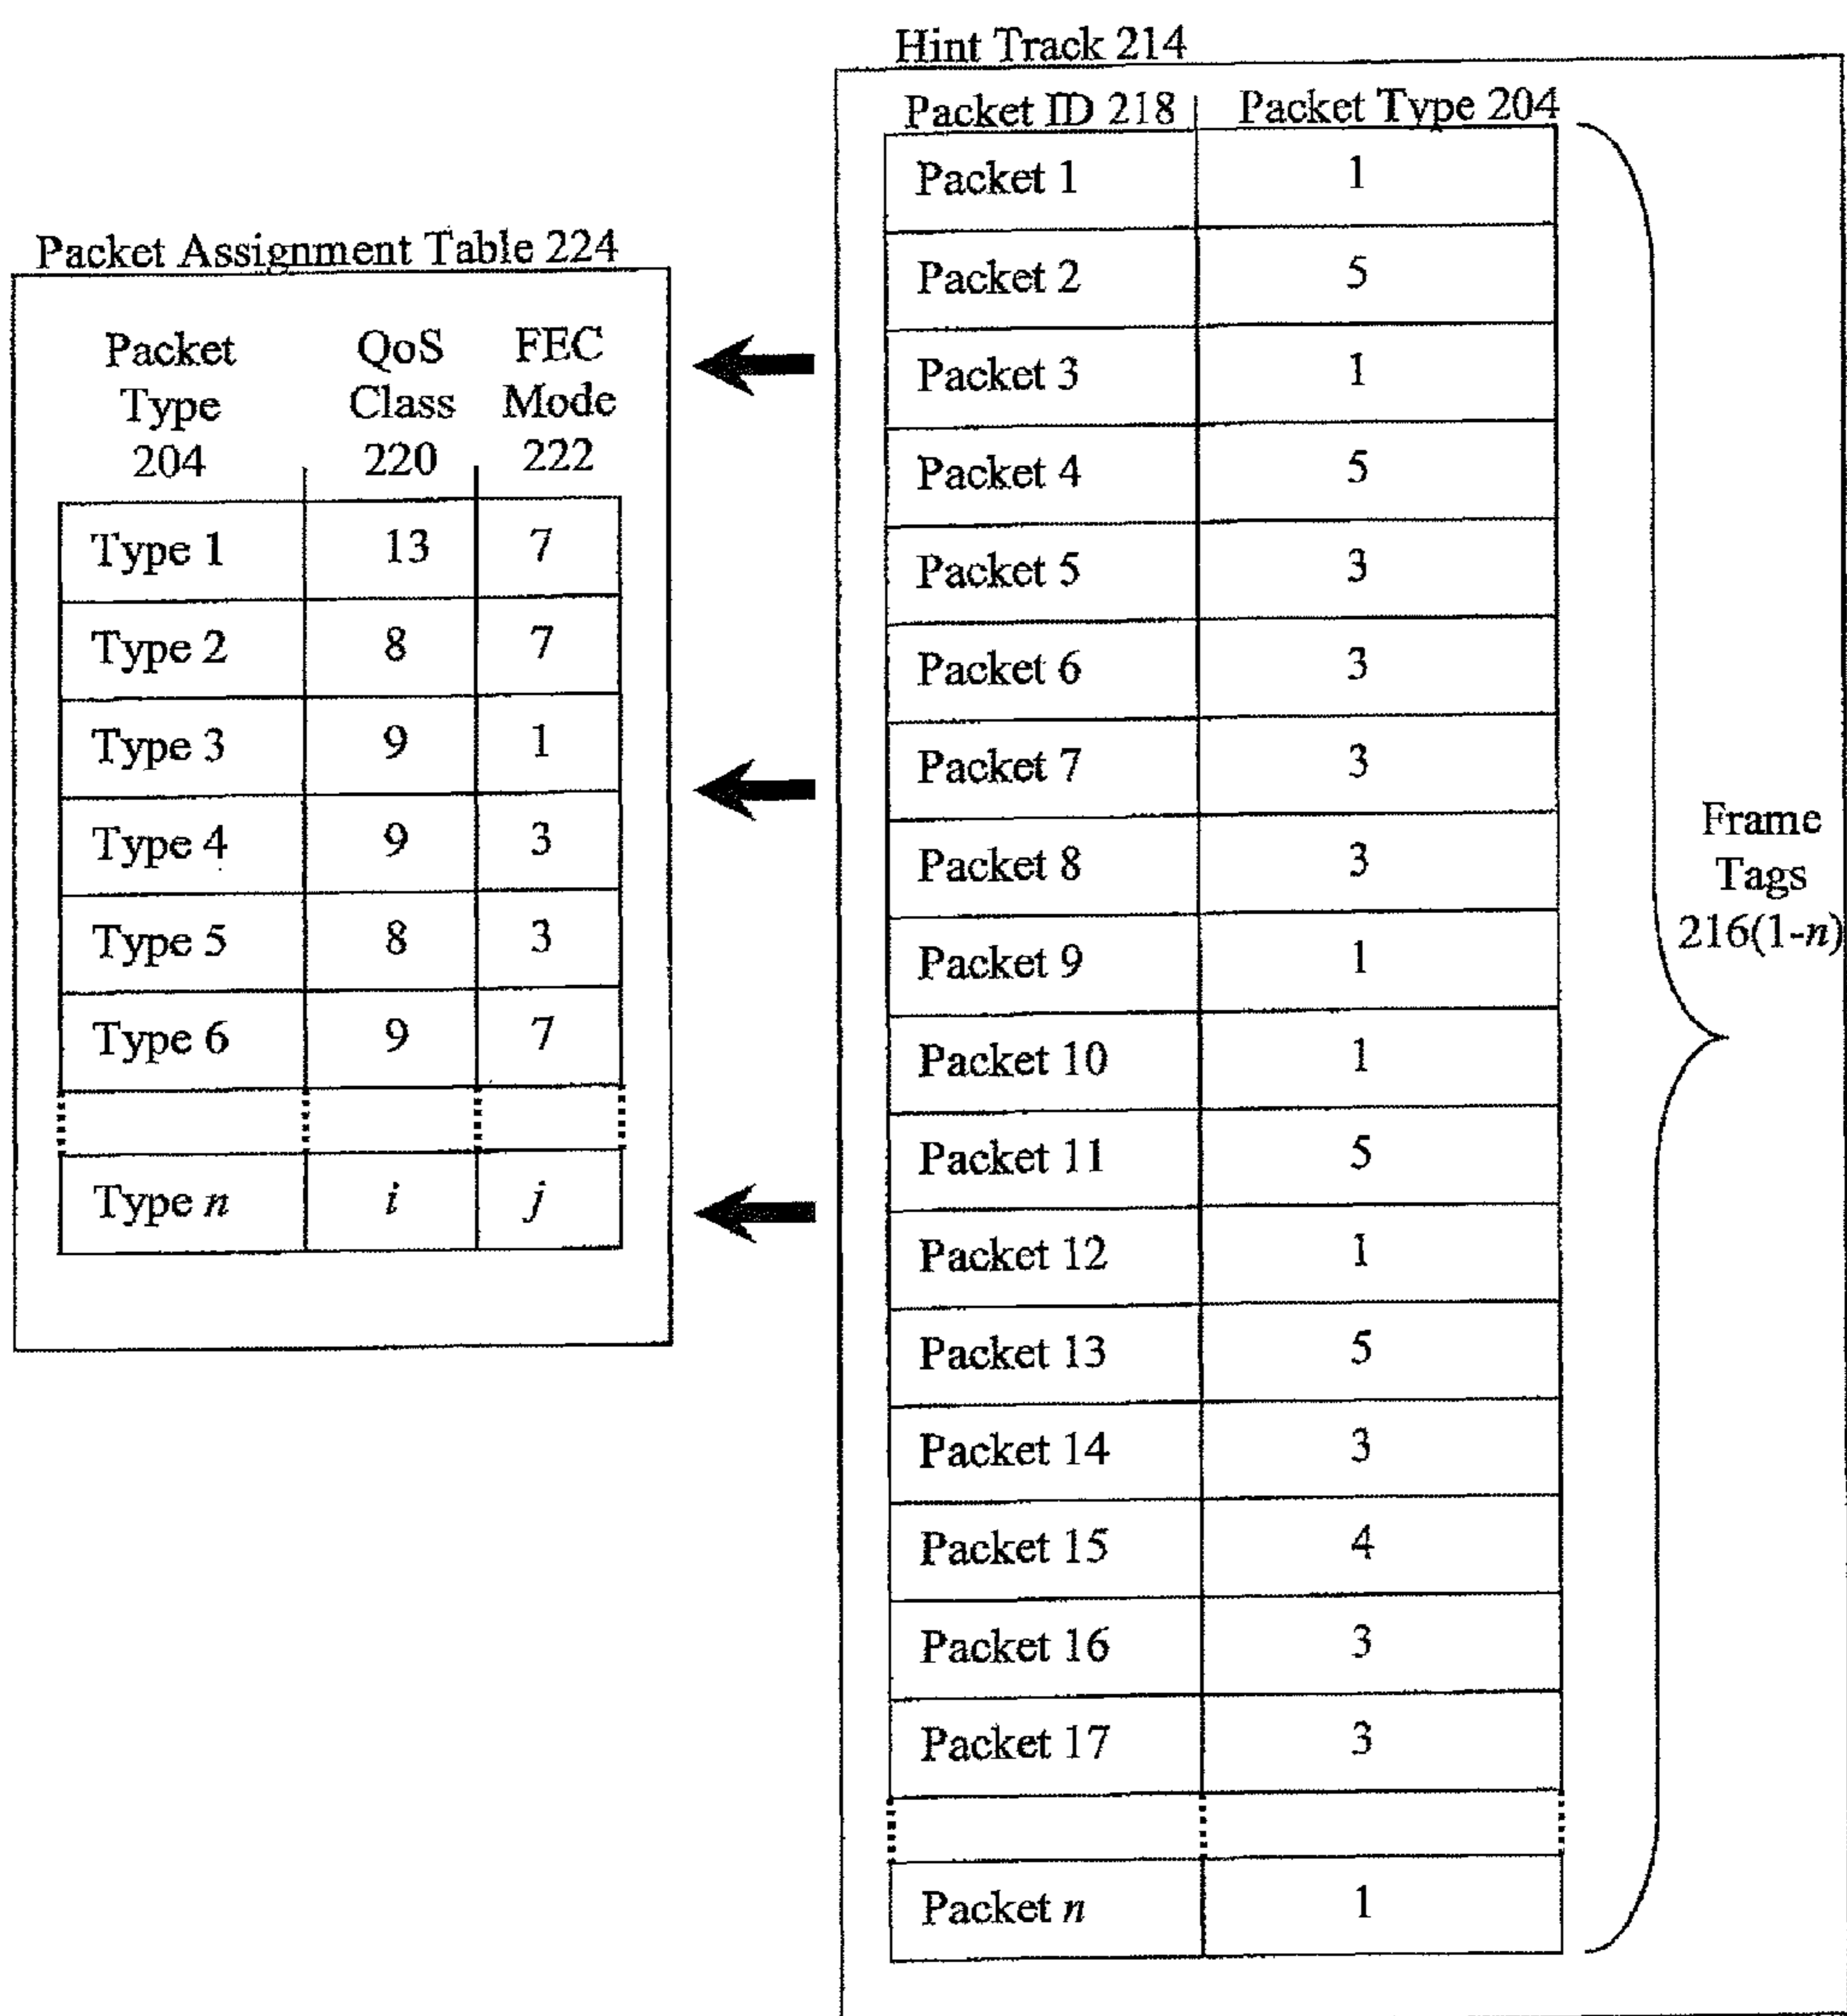 Hint Track 214
Packet ID 218 Packet Type 204
Packet 1 1
Packet 2 5
Packet 3 1
Packet 4 5
Packet 5 3
Packet 6 3
Packet 7 3
Packet 8 3
Packet 9 1
Packet 10 1
Packet 11 5
Packet 12 1
Packet 13 5
Packet 14 3
Packet 15 4
Packet 16 3
Packet 17 3
Packet n 1
Frame
Tags
216(1-n)
Packet Assignment Table 224
Packet QoS FEC
Type Class Mode
204 220 222
Type 1 13 7
Type 2 8 7
Type 3 9 1
Type 4 9 3
Type 5 8 3
Type 6 9 7
Type n i j